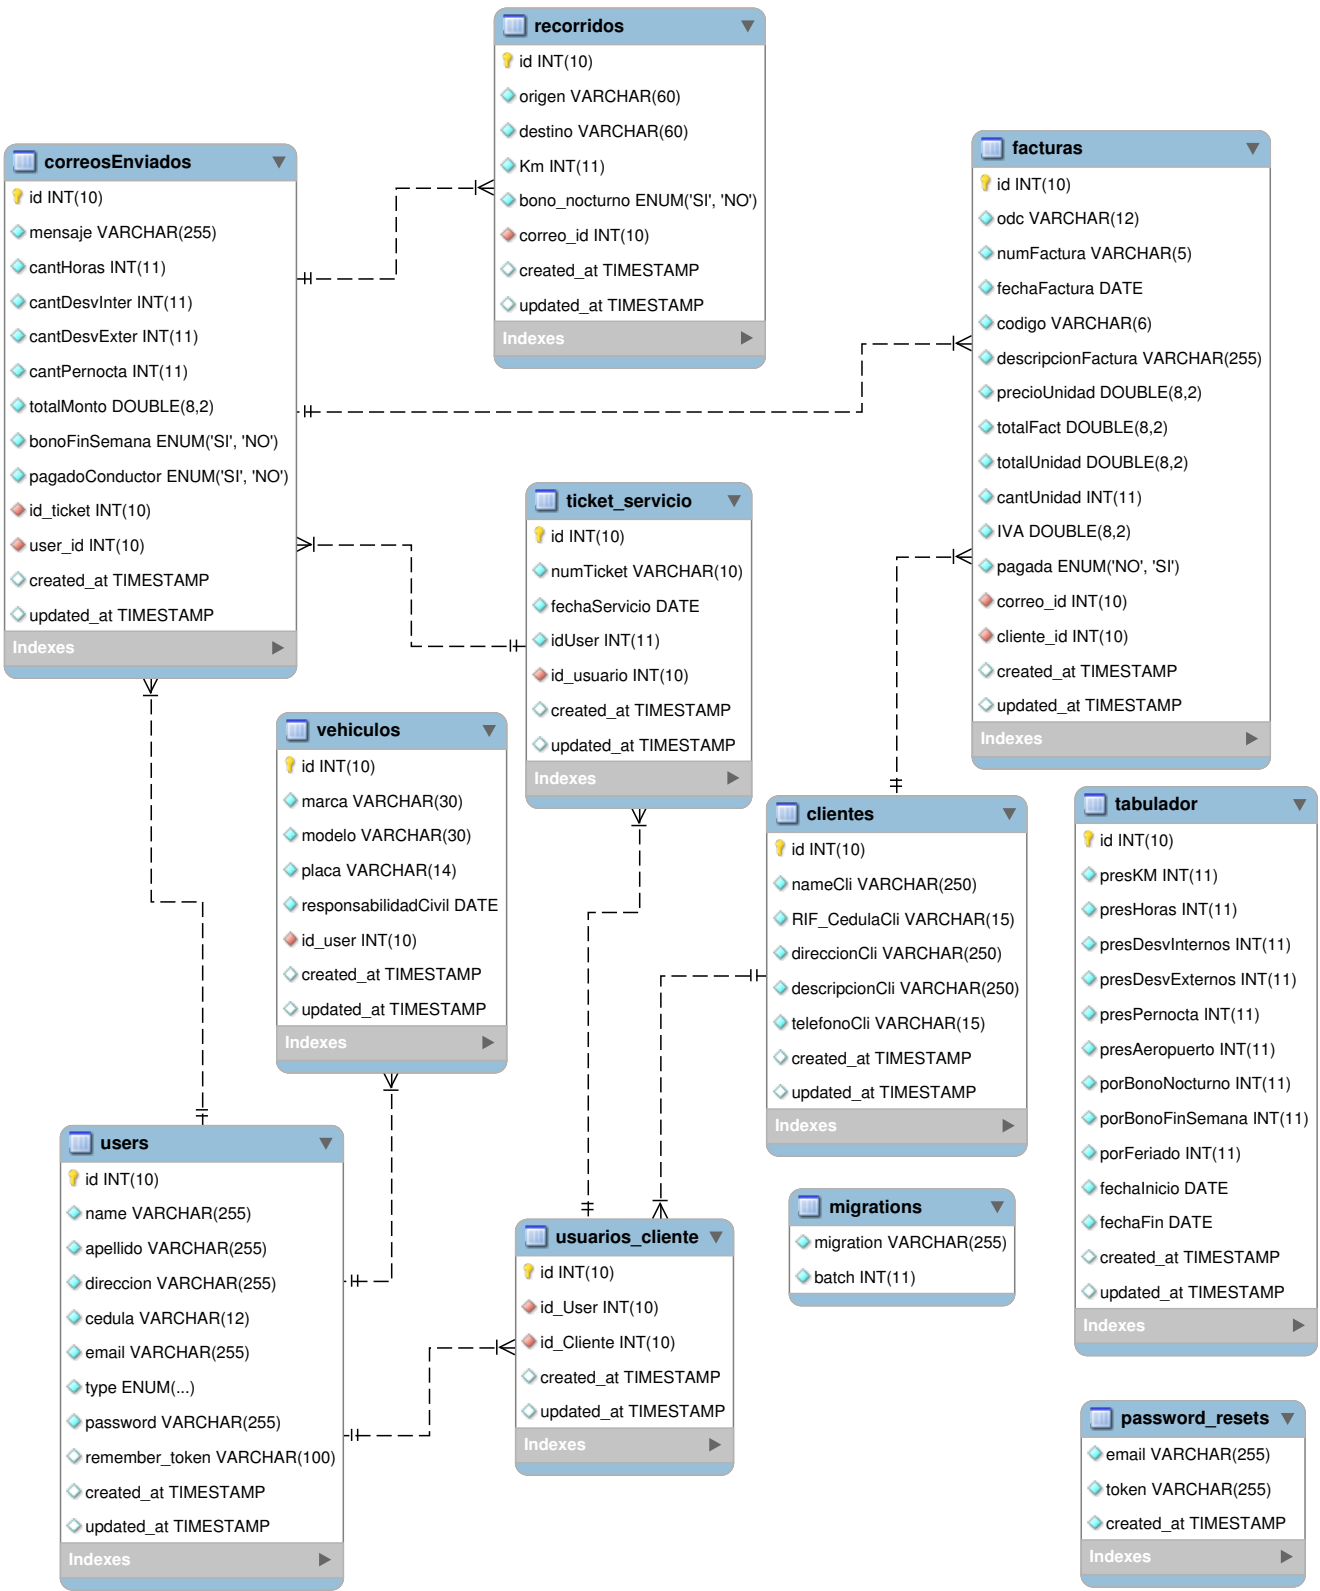 recorridos
id INT(10)
origen VARCHAR(60)
destino VARCHAR(60)
Km INT(11)
bono_nocturno ENUM('SI', 'NO')
correo_id INT(10)
created_at TIMESTAMP
updated_at TIMESTAMP
Indexes
correosEnviados
id INT(10)
mensaje VARCHAR(255)
cantHoras INT(11)
cantDesvInter INT(11)
cantDesvExter INT(11)
cantPernocta INT(11)
totalMonto DOUBLE(8,2)
bonoFinSemana ENUM('SI', 'NO')
pagadoConductor ENUM('SI', 'NO')
id_ticket INT(10)
user_id INT(10)
created_at TIMESTAMP
updated_at TIMESTAMP
Indexes
facturas
id INT(10)
odc VARCHAR(12)
numFactura VARCHAR(5)
fechaFactura DATE
codigo VARCHAR(6)
descripcionFactura VARCHAR(255)
precioUnidad DOUBLE(8,2)
totalFact DOUBLE(8,2)
totalUnidad DOUBLE(8,2)
cantUnidad INT(11)
IVA DOUBLE(8,2)
pagada ENUM('NO', 'SI')
correo_id INT(10)
cliente_id INT(10)
created_at TIMESTAMP
updated_at TIMESTAMP
Indexes
ticket_servicio
id INT(10)
numTicket VARCHAR(10)
fechaServicio DATE
idUser INT(11)
id_usuario INT(10)
created_at TIMESTAMP
updated_at TIMESTAMP
Indexes
vehiculos
id INT(10)
marca VARCHAR(30)
modelo VARCHAR(30)
placa VARCHAR(14)
responsabilidadCivil DATE
id_user INT(10)
created_at TIMESTAMP
updated_at TIMESTAMP
Indexes
clientes
id INT(10)
nameCli VARCHAR(250)
RIF_CedulaCli VARCHAR(15)
direccionCli VARCHAR(250)
descripcionCli VARCHAR(250)
telefonoCli VARCHAR(15)
created_at TIMESTAMP
updated_at TIMESTAMP
Indexes
tabulador
id INT(10)
presKM INT(11)
presHoras INT(11)
presDesvInternos INT(11)
presDesvExternos INT(11)
presPernocta INT(11)
presAeropuerto INT(11)
porBonoNocturno INT(11)
porBonoFinSemana INT(11)
porFeriado INT(11)
fechaInicio DATE
fechaFin DATE
created_at TIMESTAMP
updated_at TIMESTAMP
Indexes
users
id INT(10)
name VARCHAR(255)
apellido VARCHAR(255)
direccion VARCHAR(255)
cedula VARCHAR(12)
email VARCHAR(255)
type ENUM(...)
password VARCHAR(255)
remember_token VARCHAR(100)
created_at TIMESTAMP
updated_at TIMESTAMP
Indexes
usuarios_cliente
id INT(10)
id_User INT(10)
id_Cliente INT(10)
created_at TIMESTAMP
updated_at TIMESTAMP
Indexes
migrations
migration VARCHAR(255)
batch INT(11)
password_resets
email VARCHAR(255)
token VARCHAR(255)
created_at TIMESTAMP
Indexes